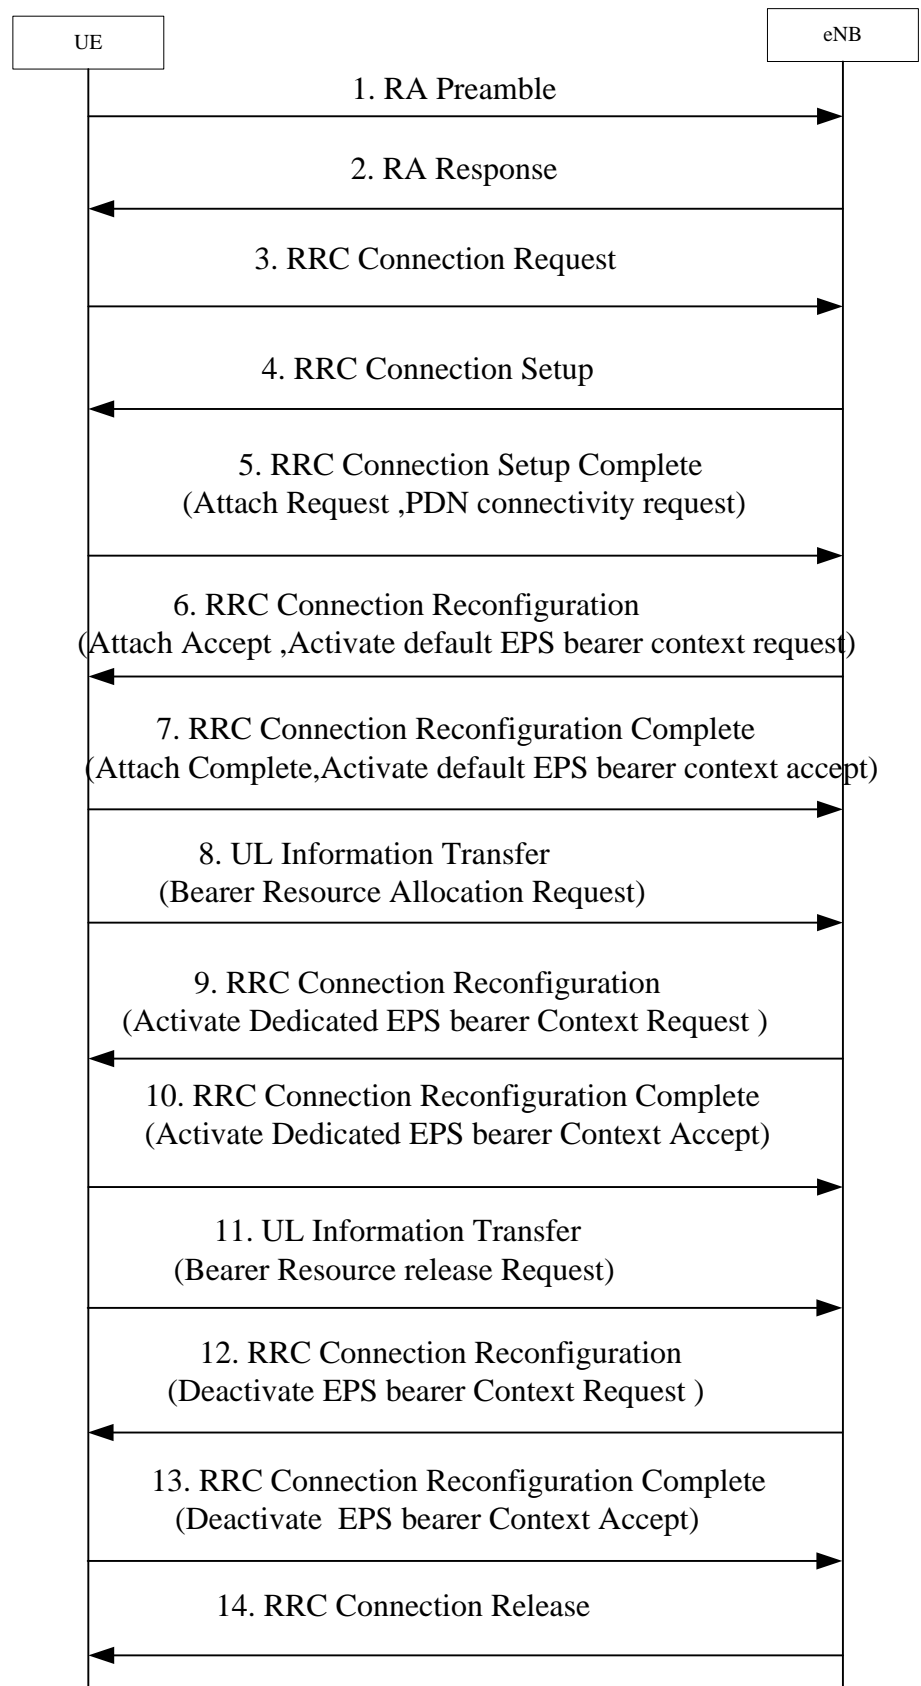 UE
eNB
1. RA Preamble
2. RA Response
3. RRC Connection Request
4. RRC Connection Setup
5. RRC Connection Setup Complete
(Attach Request ,PDN connectivity request)
6. RRC Connection Reconfiguration
(Attach Accept ,Activate default EPS bearer context request)
7. RRC Connection Reconfiguration Complete
(Attach Complete,Activate default EPS bearer context accept)
8. UL Information Transfer
(Bearer Resource Allocation Request)
9. RRC Connection Reconfiguration
(Activate Dedicated EPS bearer Context Request )
10. RRC Connection Reconfiguration Complete
(Activate Dedicated EPS bearer Context Accept)
11. UL Information Transfer
(Bearer Resource release Request)
12. RRC Connection Reconfiguration
(Deactivate EPS bearer Context Request )
13. RRC Connection Reconfiguration Complete
(Deactivate  EPS bearer Context Accept)
14. RRC Connection Release